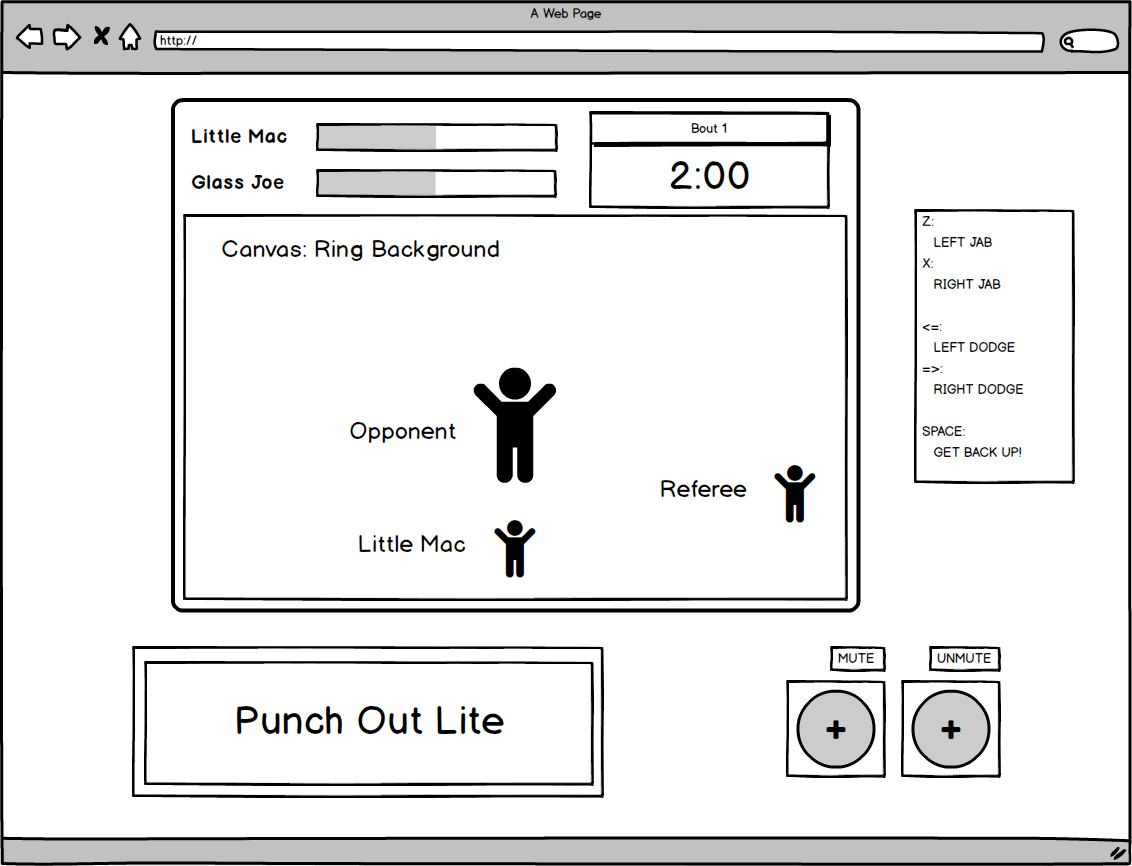 A Web Page
http://
Little Mac
Glass Joe
Bout 1
2:00
Canvas: Ring Background
Opponent
Referee
Little Mac
Z:
LEFT JAB
X:
RIGHT JAB
<=:
LEFT DODGE
=>:
RIGHT DODGE
SPACE:
GET BACK UP!
Punch Out Lite
MUTE
UNMUTE
+
+